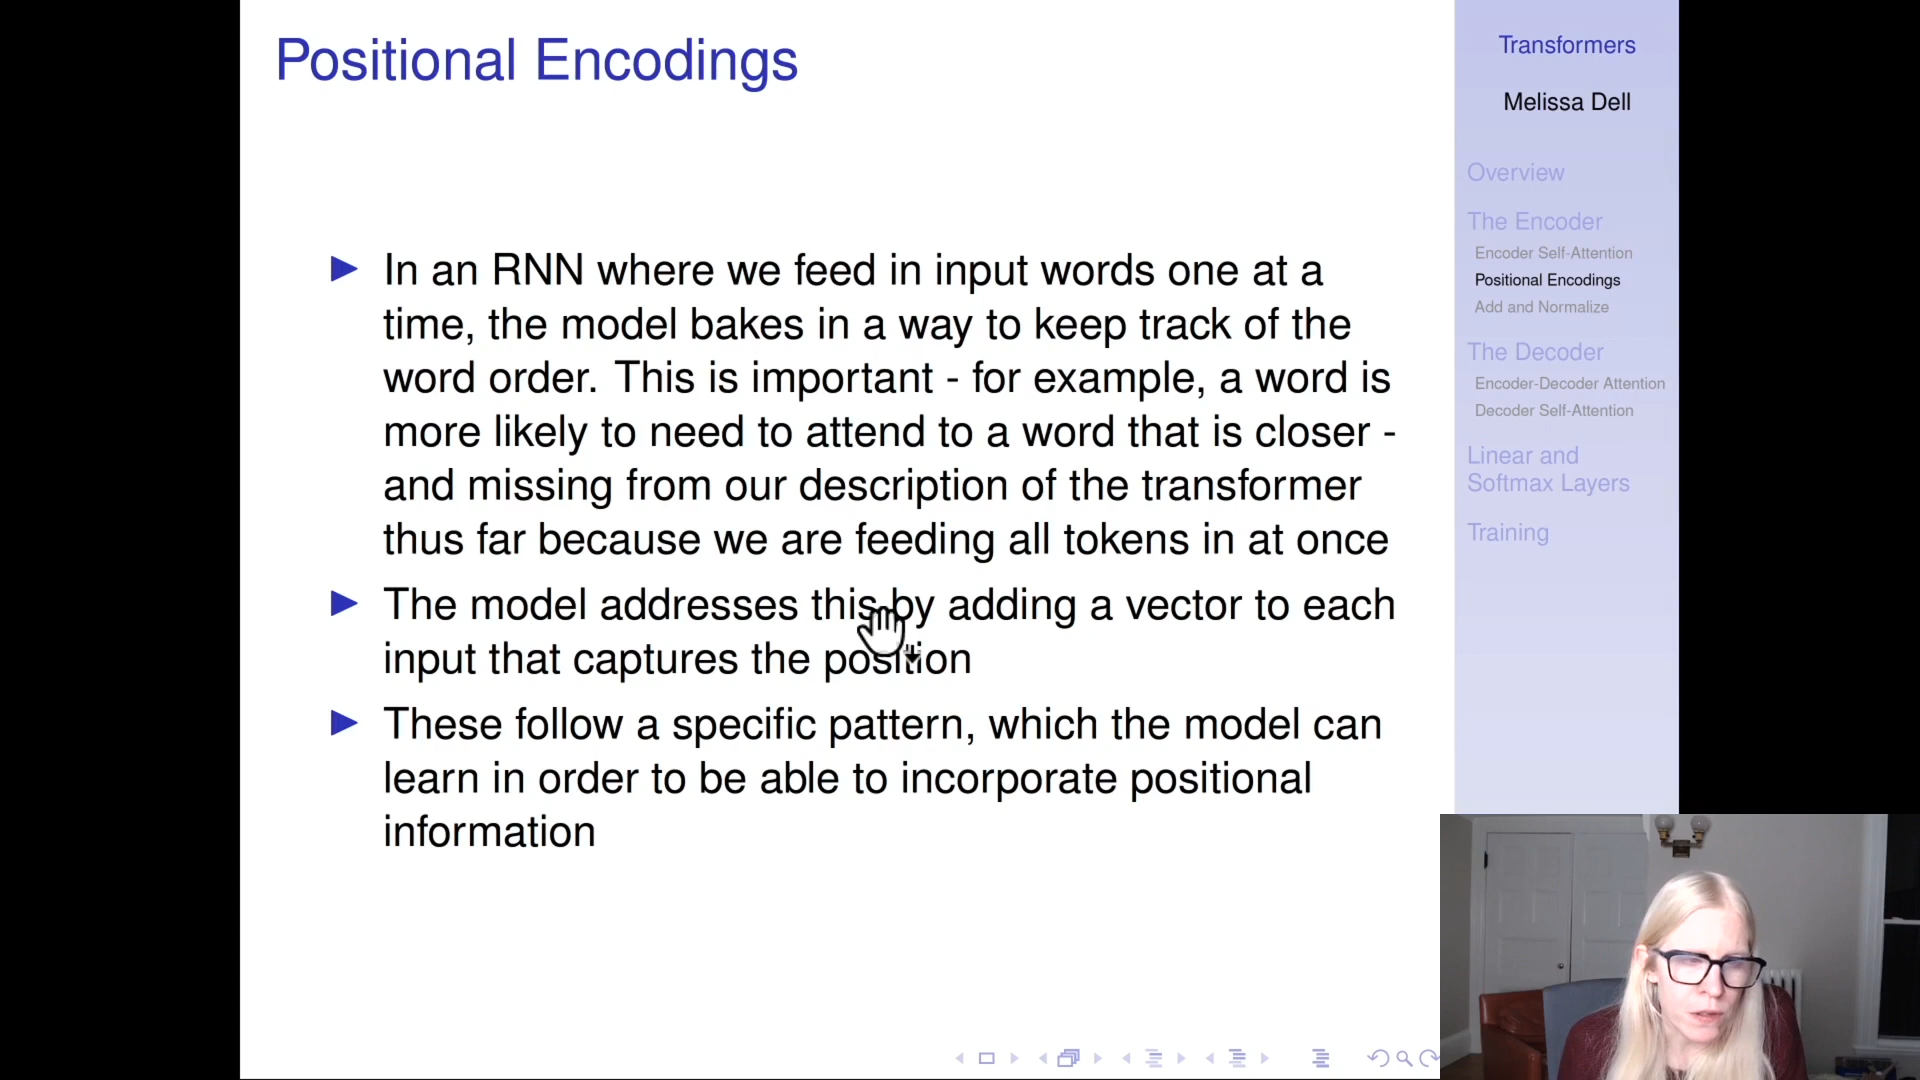 Positional Encodings
In an RNN where we feed in input words one at a
time, the model bakes in a way to keep track of the
word order. This is important - for example, a word is
more likely to need to attend to a word that is closer -
and missing from our description of the transformer
thus far because we are feeding all tokens in at once
The model addresses this by adding a vector to each
input that captures the position
These follow a specific pattern, which the model can
learn in order to be able to incorporate positional
information
Transformers
Melissa Dell
Overview
The Encoder
Encoder Self-Attention
Positional Encodings
Add and Normalize
The Decoder
Encoder-Decoder Attention
Decoder Self-Attention
Linear and
Softmax Layers
Training